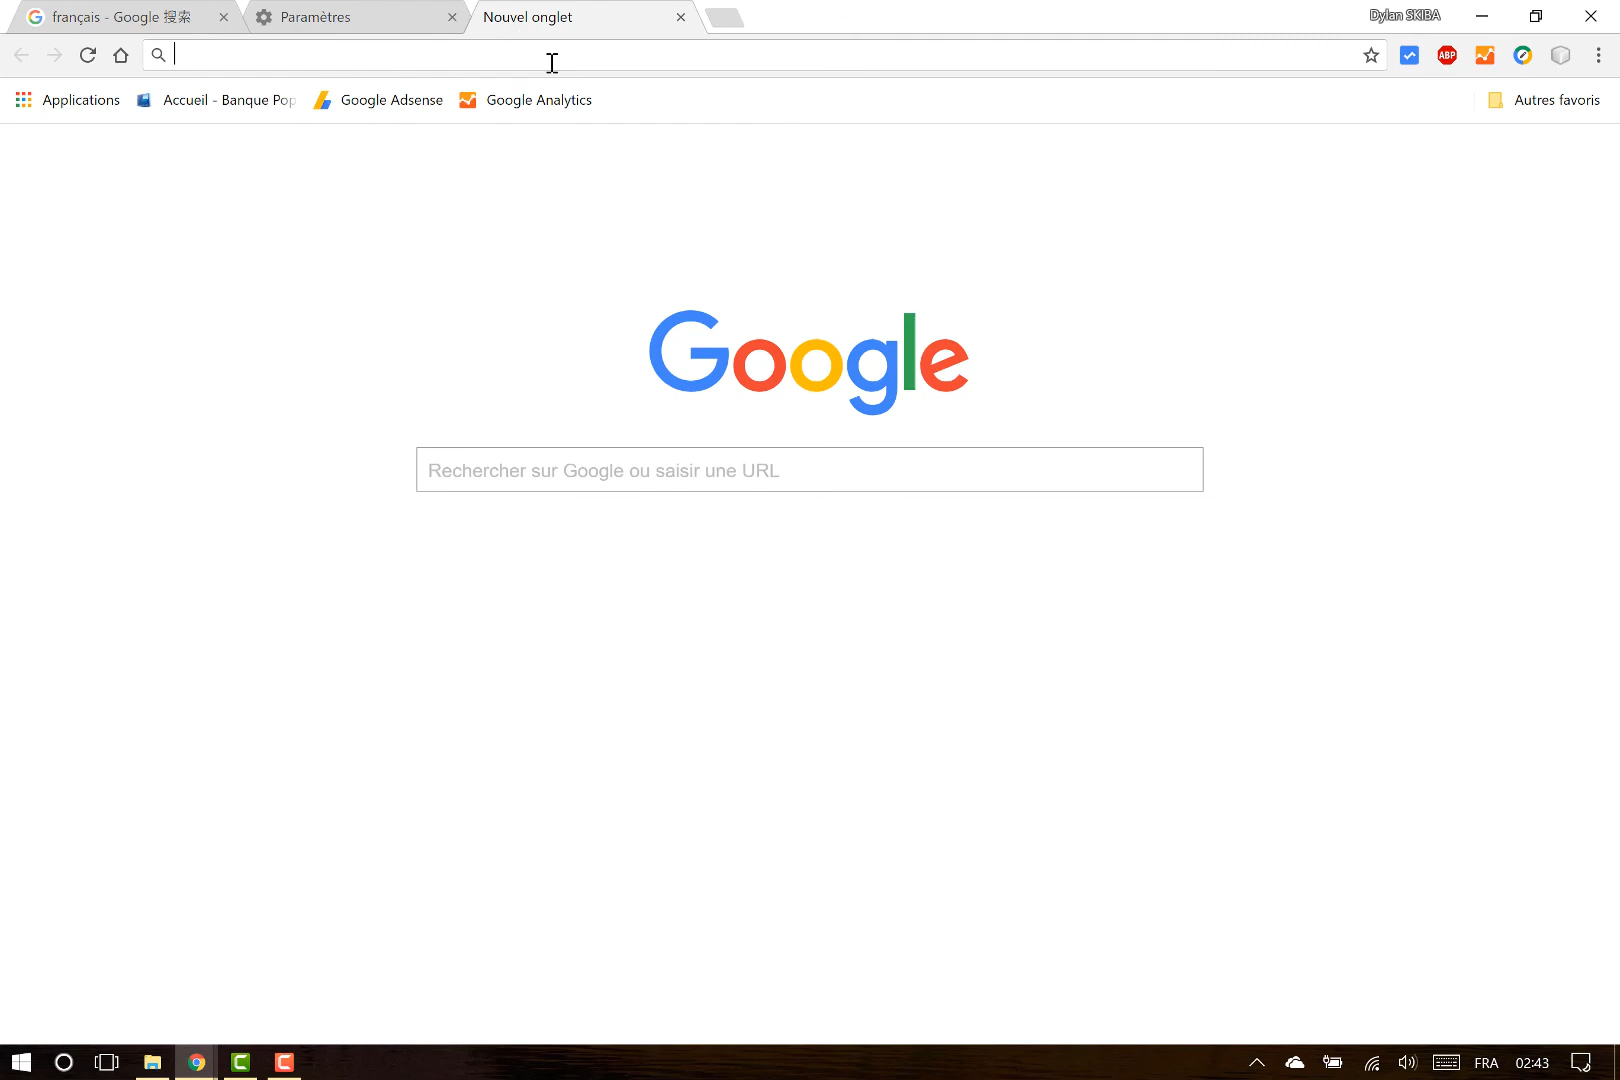 français - Google 搜索
Paramètres
Nouvel onglet
Dylan SKIBA
Applications
Accueil - Banque Pop
Google Adsense
Google Analytics
ABP
Autres favoris
Google
Rechercher sur Google ou saisir une URL
FRA
02:43